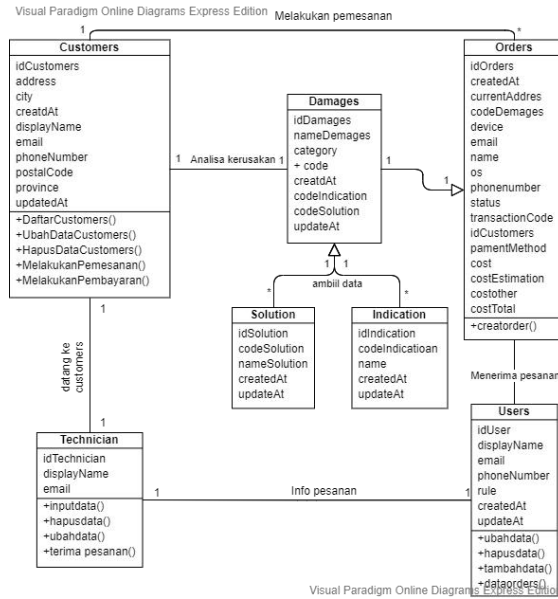 Visual Paradigm Online Diagrams Express Edition
Melakukan pemesanan
1
*
Customers
idCustomers
address
city
creatdAt
displayName
email
phoneNumber
postalCode
province
updatedAt
+DaftarCustomers()
+UbahDataCustomers()
+HapusDataCustomers()
+MelakukanPemesanan()
+MelakukanPembayaran()
1
Analisa kerusakan
1
Damages
idDamages
nameDemages
category
+ code
creatdAt
codeIndication
codeSolution
updateAt
1
1
Orders
idOrders
createdAt
currentAddres
codeDemages
device
email
name
os
phonenumber
status
transactionCode
idCustomers
pamentMethod
cost
costEstimation
costother
costTotal
+creatorder()
1
1
ambiil data
*
*
Solution
idSolution
codeSolution
nameSolution
createdAt
updateAt
Indication
idIndication
codeIndicatioan
name
createdAt
updateAt
1
datang ke
customers
1
Menerima pesanan
Technician
idTechnician
displayName
email
+inputdata()
+hapusdata()
+ubahdata()
+terima pesanan()
1
Info pesanan
1
Users
idUser
displayName
email
phoneNumber
rule
createdAt
updateAt
+ubahdata()
+hapusdata()
+tambahdata()
+dataorders()
Visual Paradigm Online Diagrams Express Edition